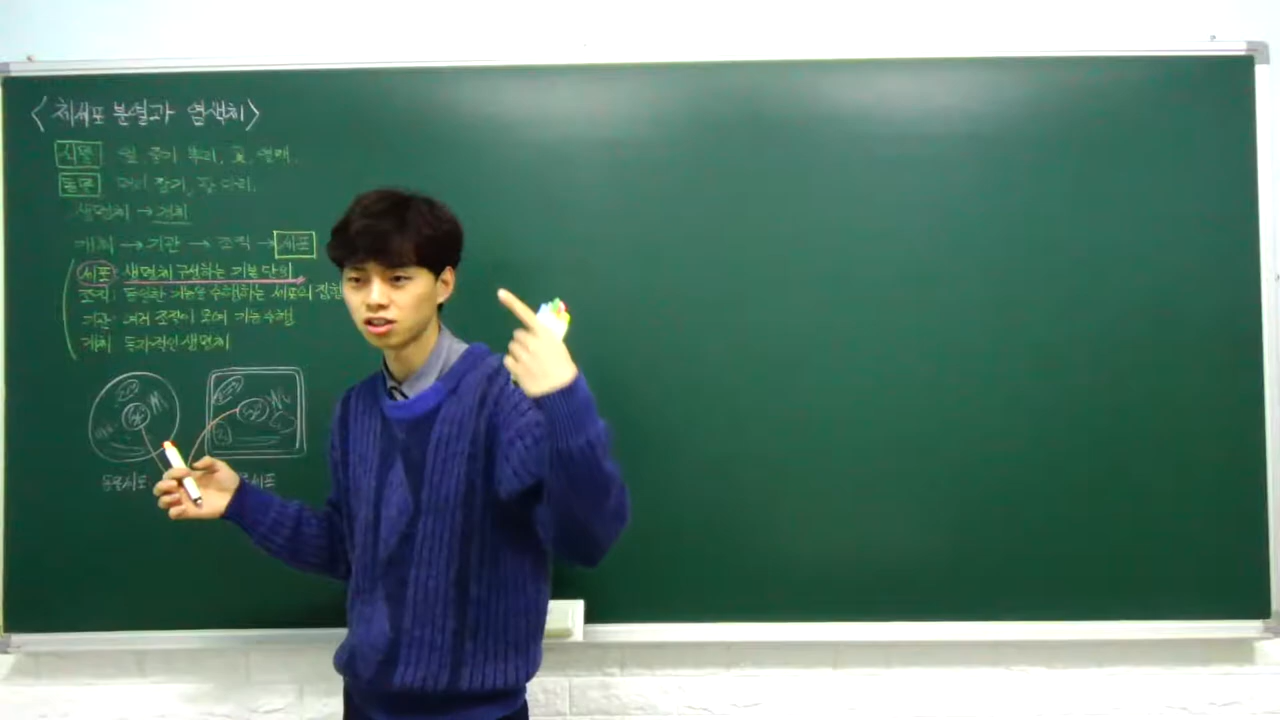 <체세포 분열과 염색체>
식물 잎, 줄기 뿌리, 꽃, 열매.
동물 머리 팔, 다리.
생명체 → 개체
개체 → 기관 → 조직 → 세포
세포: 생명체 구성하는 기본 단위
조직: 동일한 기능을 수행하는 세포의 집합
기관: 여러 조직이 모여 기능수행
개체 독자적인 생명체
동물세포 세포